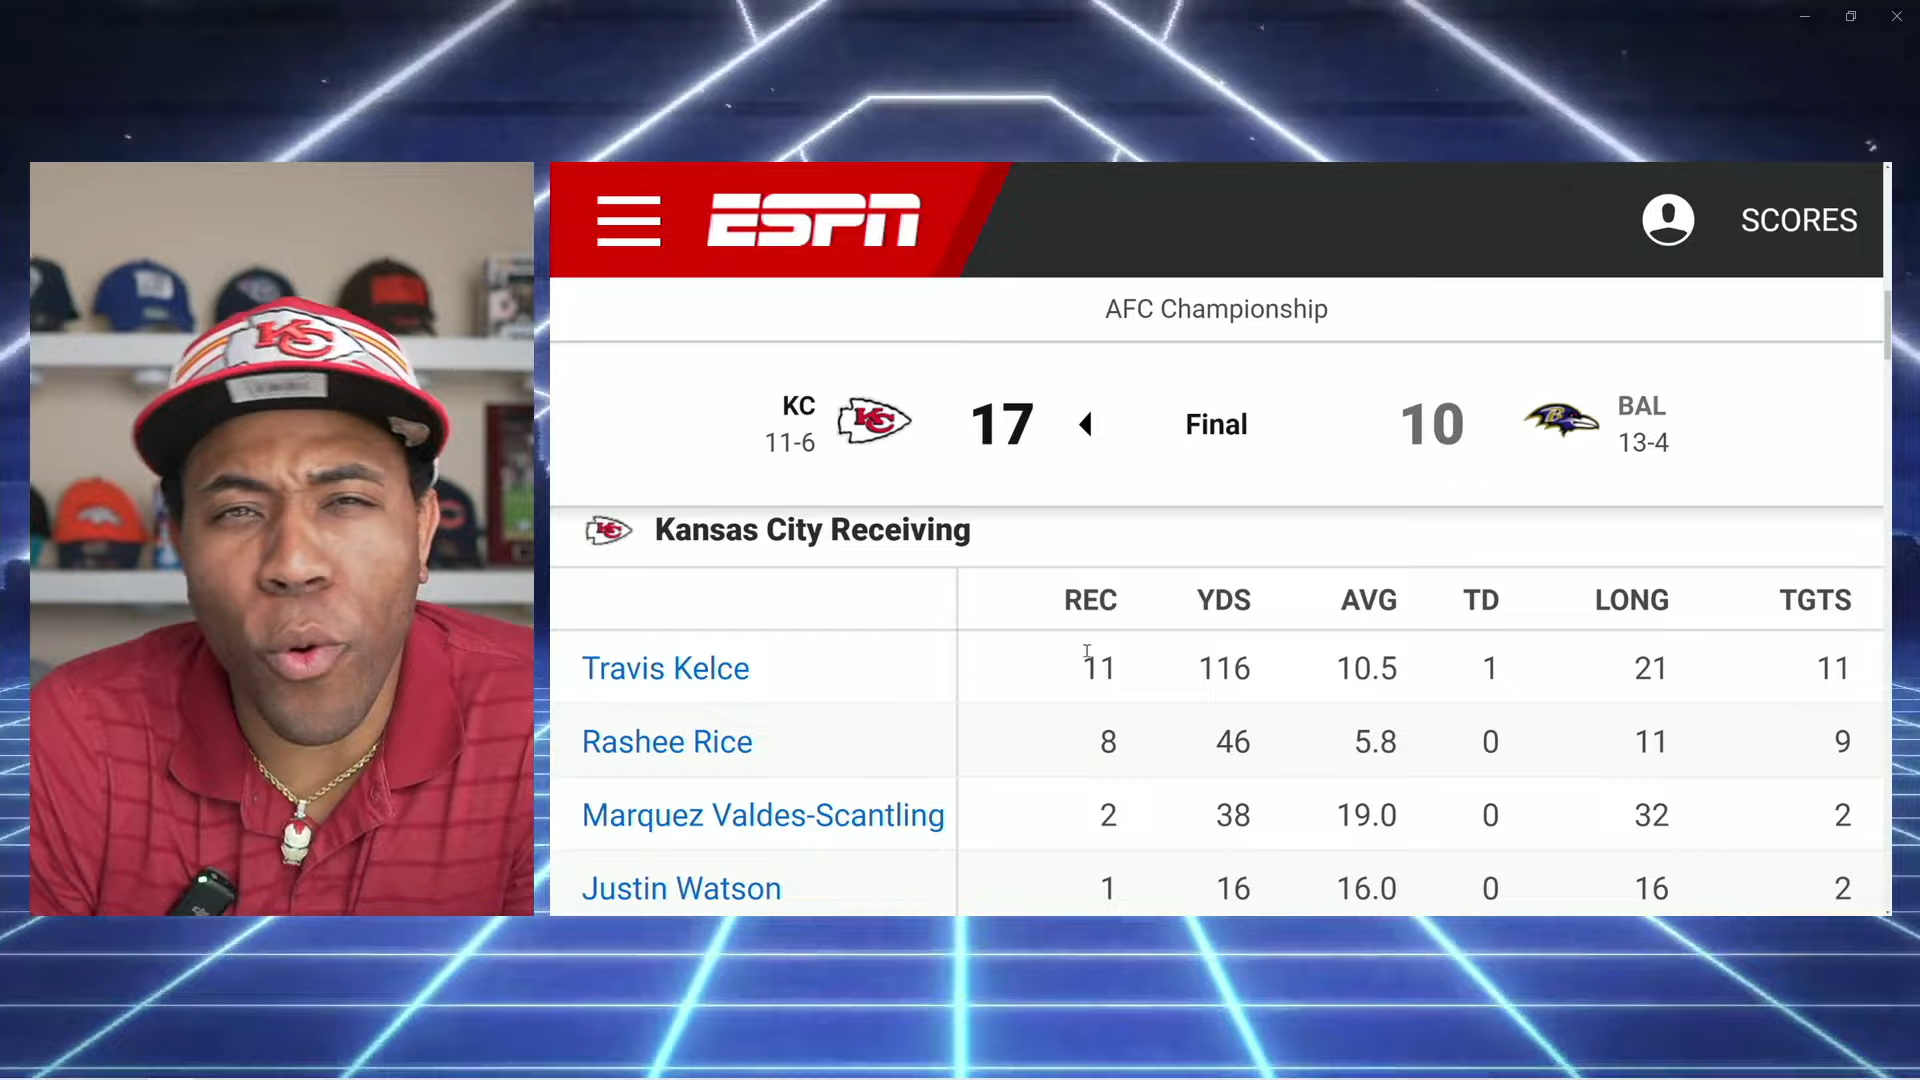 KC
ESPN
SCORES
AFC Championship
KC 17 Final 10 BAL
11-6 13-4
KC
Kansas City Receiving
REC YDS AVG TD LONG TGTS
Travis Kelce 11 116 10.5 1 21 11
Rashee Rice 8 46 5.8 0 11 9
Marquez Valdes-Scantling 2 38 19.0 0 32 2
Justin Watson 1 16 16.0 0 16 2